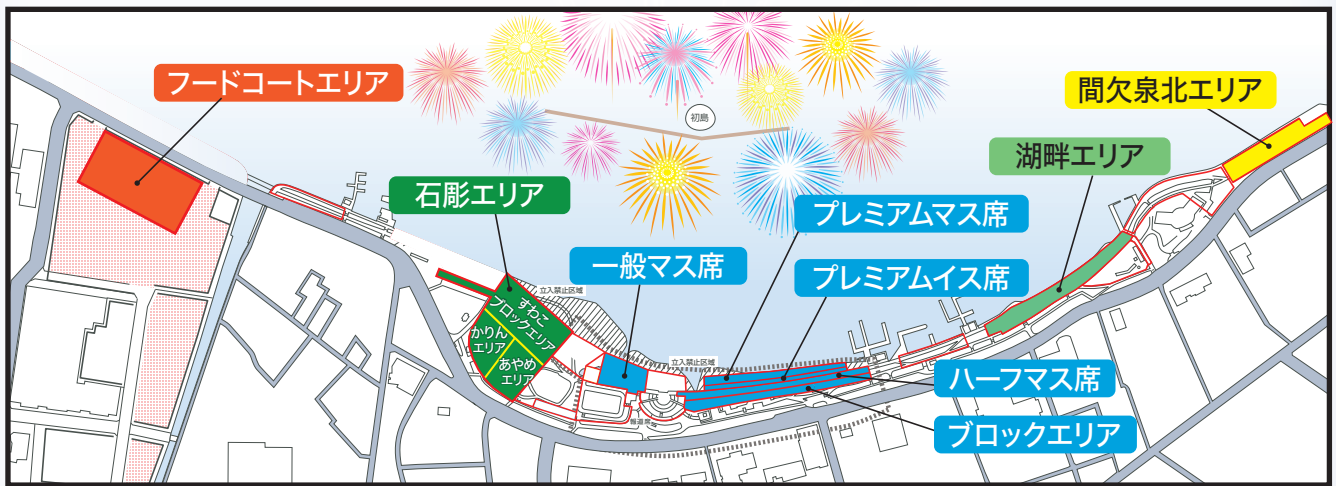 フードコートエリア
初島
間欠泉北エリア
湖畔エリア
石彫エリア
プレミアムマス席
一般マス席
プレミアムイス席
立入禁止区域
すわこ
ブロックエリア
かりん
エリア
あやめ
エリア
立入禁止区域
ハーフマス席
報道席
ブロックエリア